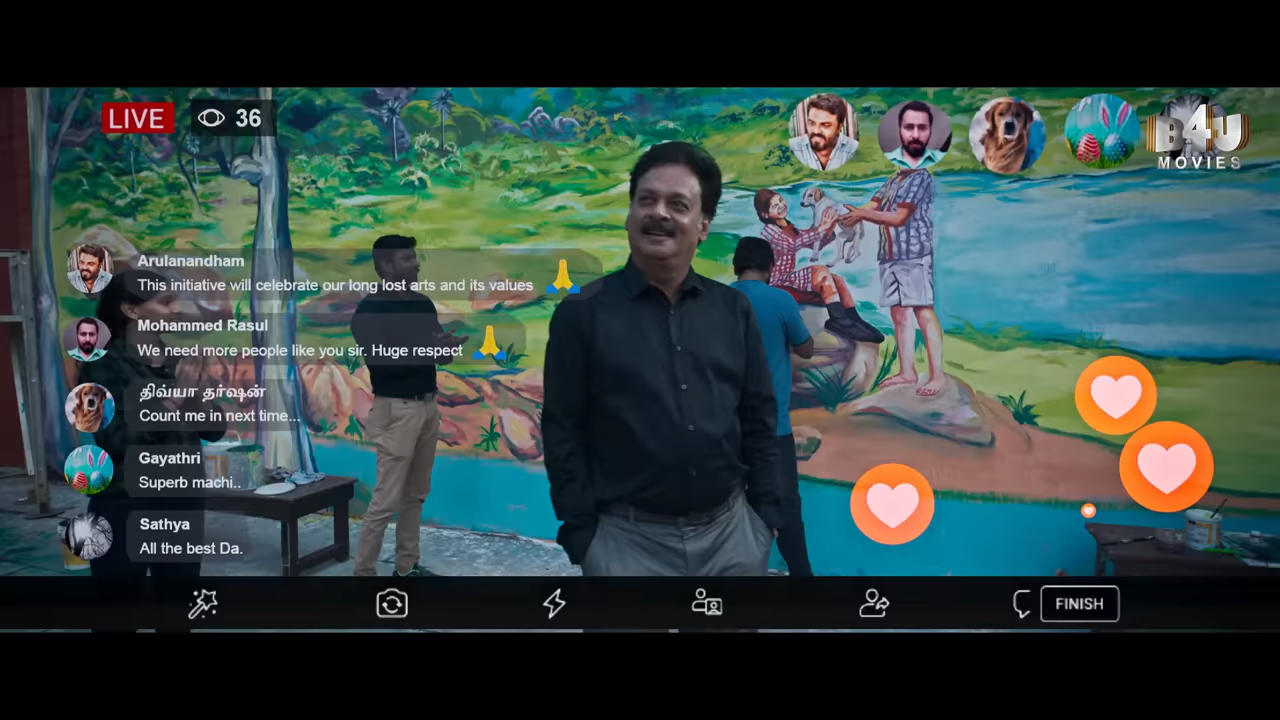 LIVE
36
B4U
MOVIES
Arulanandham
This initiative will celebrate our long lost arts and its values
Mohammed Rasul
We need more people like you sir. Huge respect
திவ்யா தர்ஷன்
Count me in next time...
Gayathri
Superb machi..
Sathya
All the best Da.
FINISH